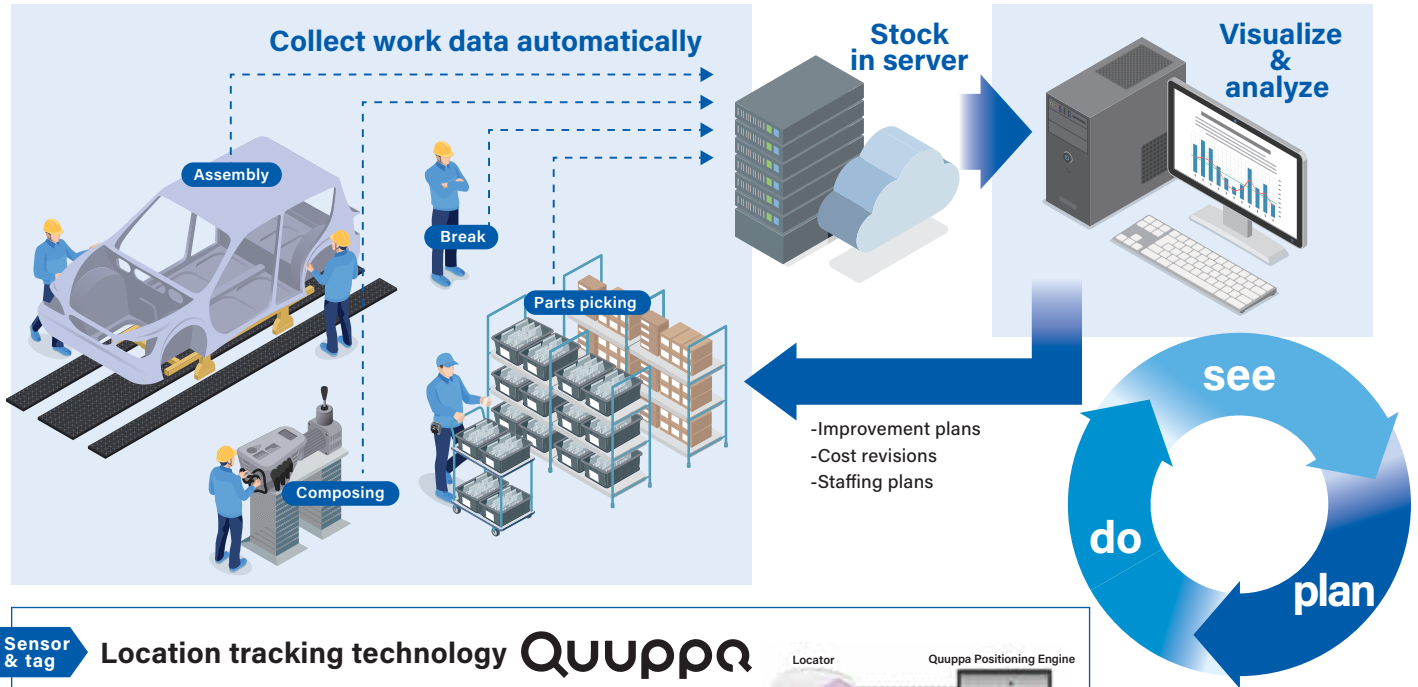 Collect work data automatically
Stock
in server
Visualize
&
analyze
Assembly
Break
Parts picking
Composing
-Improvement plans
-Cost revisions
-Staffing plans
see
do
plan
Sensor
& tag
Location tracking technology Quuppa
Locator
Quuppa Positioning Engine